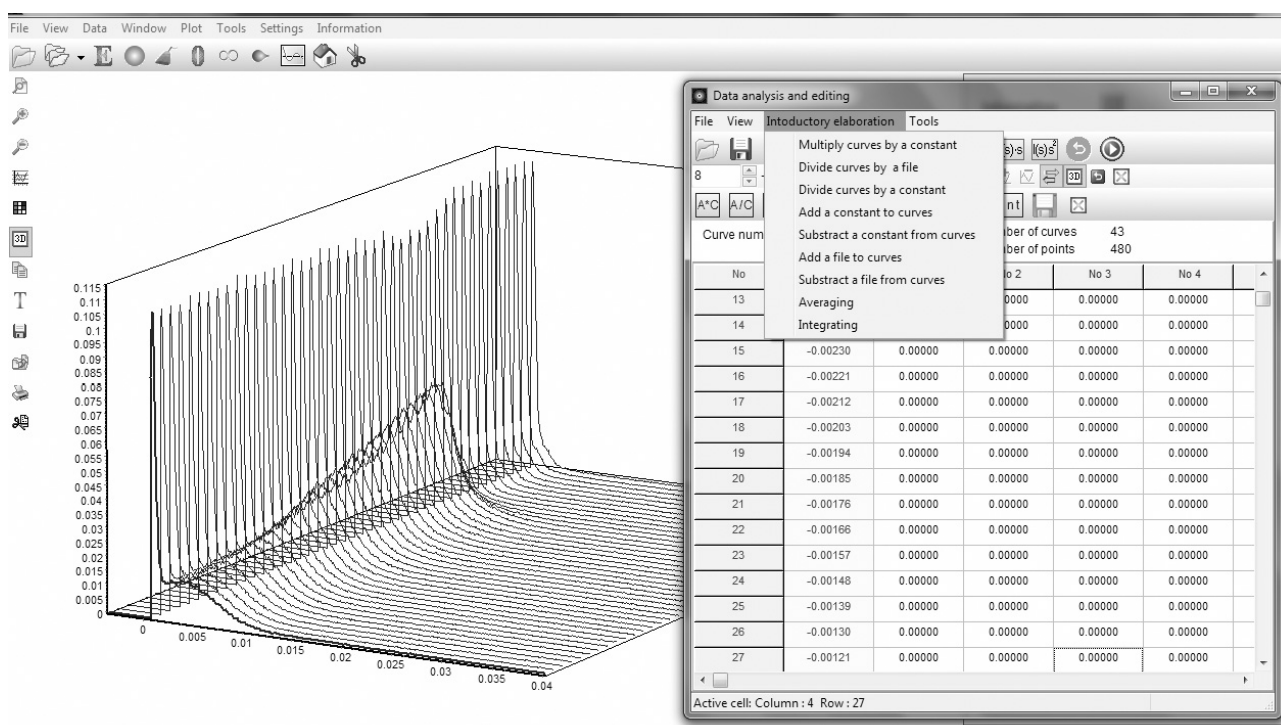 File View Data Window Plot Tools Settings Information
E
3D
T
0.115
0.11
0.105
0.1
0.095
0.09
0.085
0.08
0.075
0.07
0.065
0.06
0.055
0.05
0.045
0.04
0.035
0.03
0.025
0.02
0.015
0.01
0.005
0
0 0.005 0.01 0.015 0.02 0.025 0.03 0.035 0.04
Data analysis and editing
File View Intoductory elaboration Tools
Multiply curves by a constant
Divide curves by a file
Divide curves by a constant
Add a constant to curves
Substract a constant from curves
Add a file to curves
Substract a file from curves
Averaging
Integrating
I(s)s²
8 3D
A*C A/C nt
Curve num ber of curves 43
ber of points 480
No No 2 No 3 No 4
13 0000 0.00000 0.00000
14 0000 0.00000 0.00000
15 -0.00230 0.00000 0.00000 0.00000 0.00000
16 -0.00221 0.00000 0.00000 0.00000 0.00000
17 -0.00212 0.00000 0.00000 0.00000 0.00000
18 -0.00203 0.00000 0.00000 0.00000 0.00000
19 -0.00194 0.00000 0.00000 0.00000 0.00000
20 -0.00185 0.00000 0.00000 0.00000 0.00000
21 -0.00176 0.00000 0.00000 0.00000 0.00000
22 -0.00166 0.00000 0.00000 0.00000 0.00000
23 -0.00157 0.00000 0.00000 0.00000 0.00000
24 -0.00148 0.00000 0.00000 0.00000 0.00000
25 -0.00139 0.00000 0.00000 0.00000 0.00000
26 -0.00130 0.00000 0.00000 0.00000 0.00000
27 -0.00121 0.00000 0.00000 0.00000 0.00000
Active cell: Column : 4 Row : 27